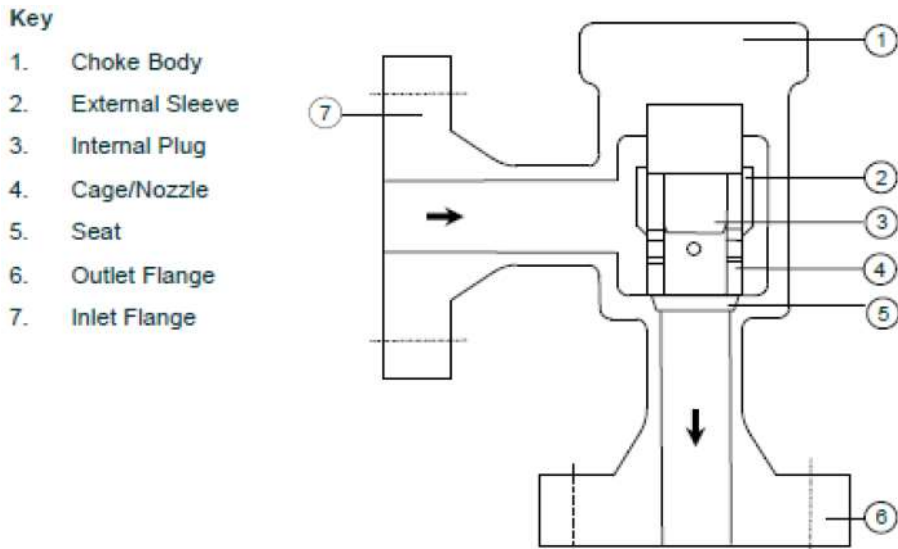 Key
1. Choke Body
2. External Sleeve
3. Internal Plug
4. Cage/Nozzle
5. Seat
6. Outlet Flange
7. Inlet Flange
1
7
2
3
4
5
6